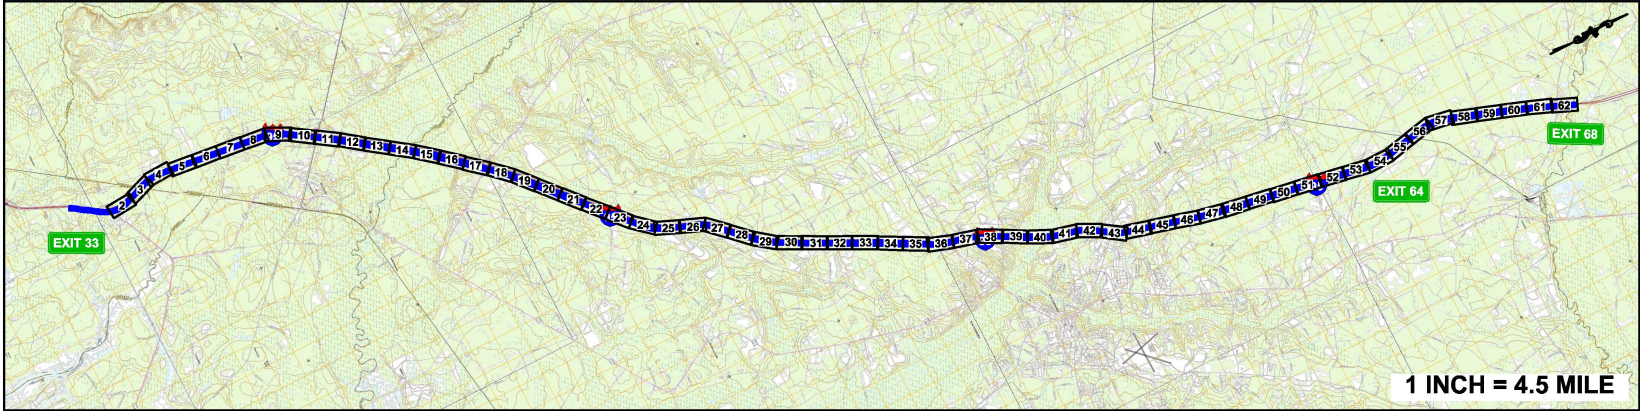 2 3 4 5 6 7 8 9 10 11 12 13 14 15 16 17 18 19 20 21 22 23 24 25 26 27 28 29 30 31 32 33 34 35 36 37 38 39 40 41 42 43 44 45 46 47 48 49 50 51 52 53 54 55 56 57 58 59 60 61 62
EXIT 33
EXIT 68
EXIT 64
1 INCH = 4.5 MILE